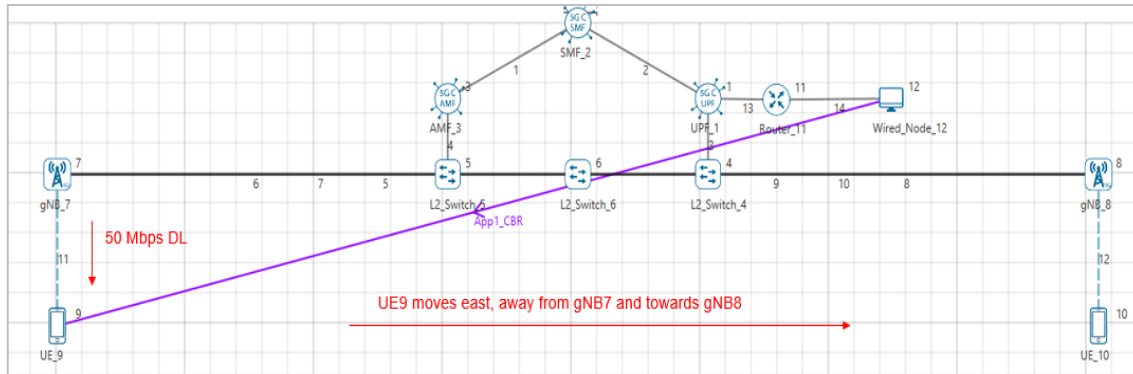 5G C
SMF
SMF_2
1
2
5G C
AMF
3
AMF_3
5G C
UPF
1
UPF_1
13
11
Router_11
14
12
Wired_Node_12
4
3
7
gNB_7
6
7
5
5
L2_Switch_5
6
L2_Switch_6
4
L2_Switch_4
9
10
8
8
gNB_8
App1_CBR
50 Mbps DL
11
12
UE9 moves east, away from gNB7 and towards gNB8
9
UE_9
10
UE_10